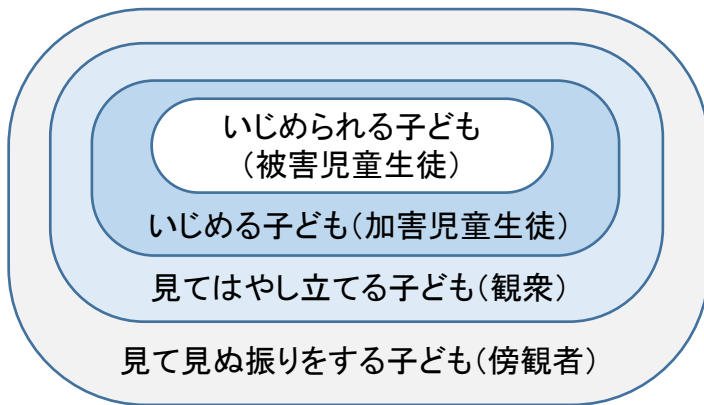 いじめられる子ども
（被害児童生徒）
いじめる子ども（加害児童生徒）
見てはやし立てる子ども（観衆）
見て見ぬ振りをする子ども（傍観者）